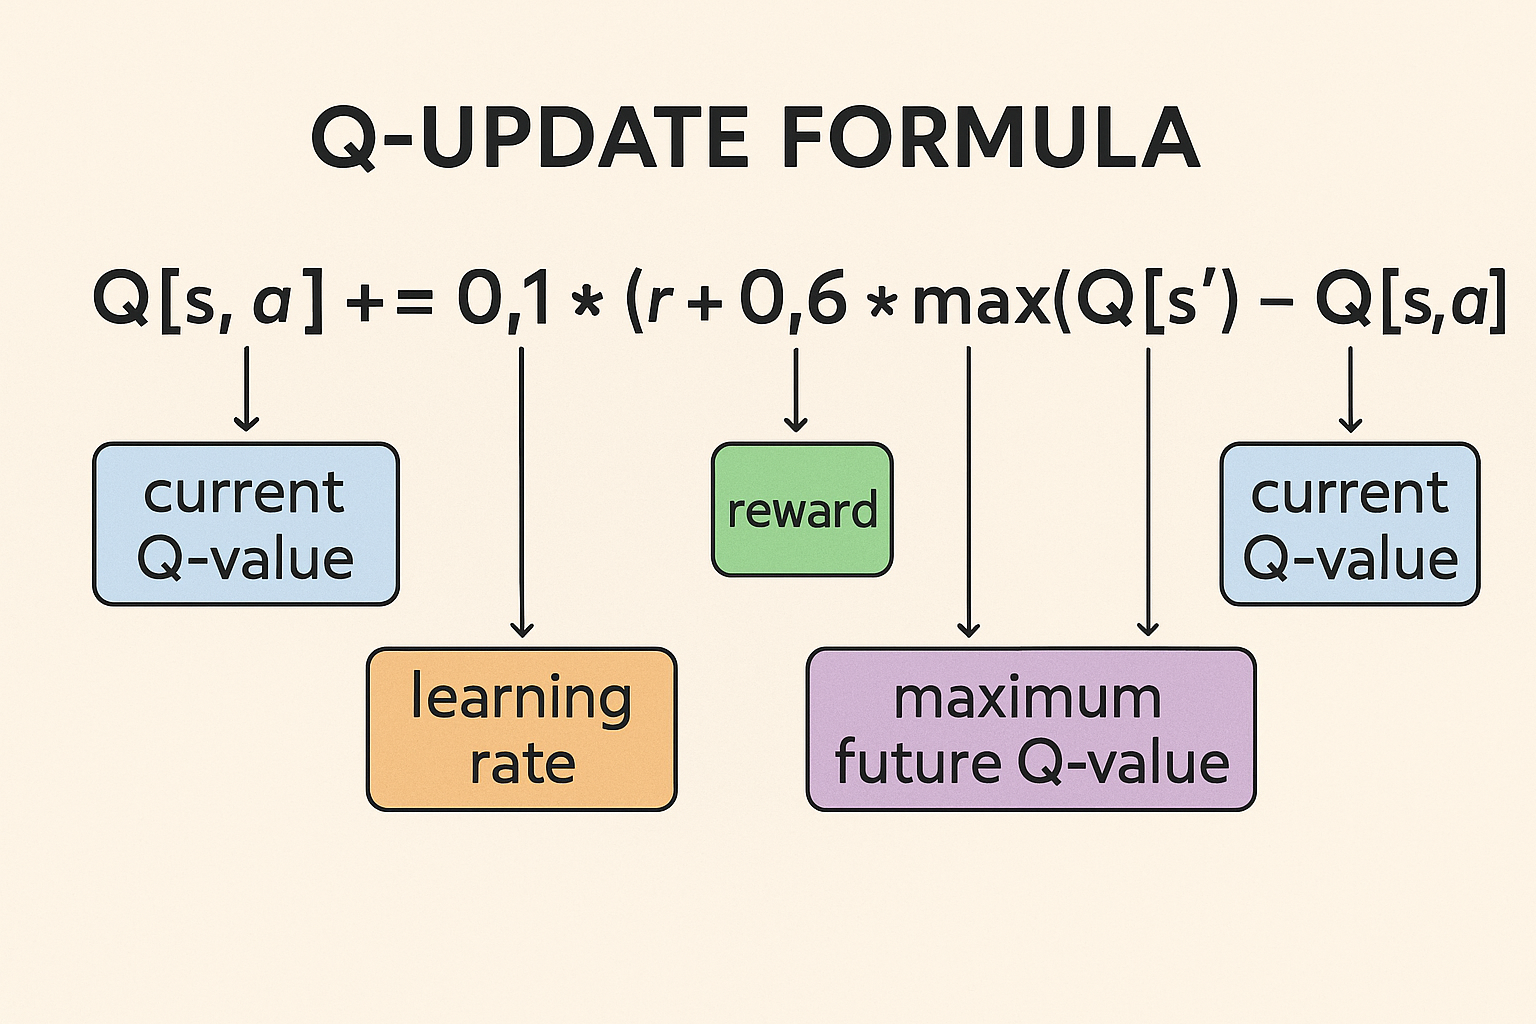 Q-UPDATE FORMULA
Q[s, a] += 0,1 * (r + 0,6 * max(Q[s′) – Q[s,a]
current
Q-value
reward
current
Q-value
learning
rate
maximum
future Q-value